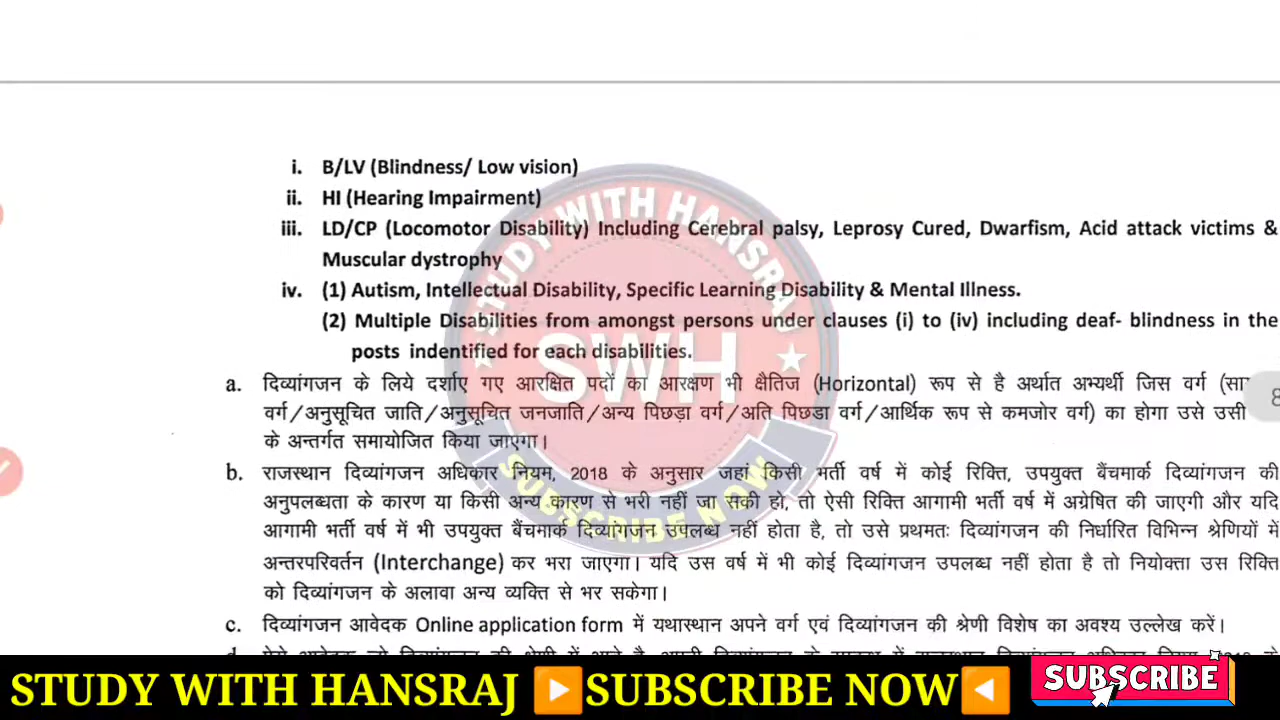 i. B/LV (Blindness/ Low vision)
ii. HI (Hearing Impairment)
iii. LD/CP (Locomotor Disability) Including Cerebral palsy, Leprosy Cured, Dwarfism, Acid attack victims &
Muscular dystrophy
iv. (1) Autism, Intellectual Disability, Specific Learning Disability & Mental Illness.
(2) Multiple Disabilities from amongst persons under clauses (i) to (iv) including deaf- blindness in the
posts indentified for each disabilities.
a. दिव्यांगजन के लिये दर्शाए गए आरक्षित पदों का आरक्षण भी क्षैतिज (Horizontal) रूप से है अर्थात अभ्यर्थी जिस वर्ग
वर्ग/अनुसूचित जाति/अनुसूचित जनजाति/अन्य पिछड़ा वर्ग/अति पिछडा वर्ग/आर्थिक रूप से कमजोर वर्ग) का होगा उसे उसी
के अन्तर्गत समायोजित किया जाएगा।
b. राजस्थान दिव्यांगजन अधिकार नियम, 2018 के अनुसार जहां किसी भर्ती वर्ष में कोई रिक्ति, उपयुक्त बैंचमार्क दिव्यांगजन की
अनुपलब्धता के कारण या किसी अन्य कारण से भरी नहीं जा सकी हो, तो ऐसी रिक्ति आगामी भर्ती वर्ष में अग्रेषित की जाएगी और यदि
आगामी भर्ती वर्ष में भी उपयुक्त बैंचमार्क दिव्यांगजन उपलब्ध नहीं होता है, तो उसे प्रथमतः दिव्यांगजन की निर्धारित विभिन्न श्रेणियों में
अन्तरपरिवर्तन (Interchange) कर भरा जाएगा। यदि उस वर्ष में भी कोई दिव्यांगजन उपलब्ध नहीं होता है तो नियोक्ता उस रिक्ति
को दिव्यांगजन के अलावा अन्य व्यक्ति से भर सकेगा।
c. दिव्यांगजन आवेदक Online application form में यथास्थान अपने वर्ग एवं दिव्यांगजन की श्रेणी विशेष का अवश्य उल्लेख करें।
STUDY WITH HANSRAJ
SWH
SUBSCRIBE NOW
8
STUDY WITH HANSRAJ SUBSCRIBE NOW SUBSCRIBE